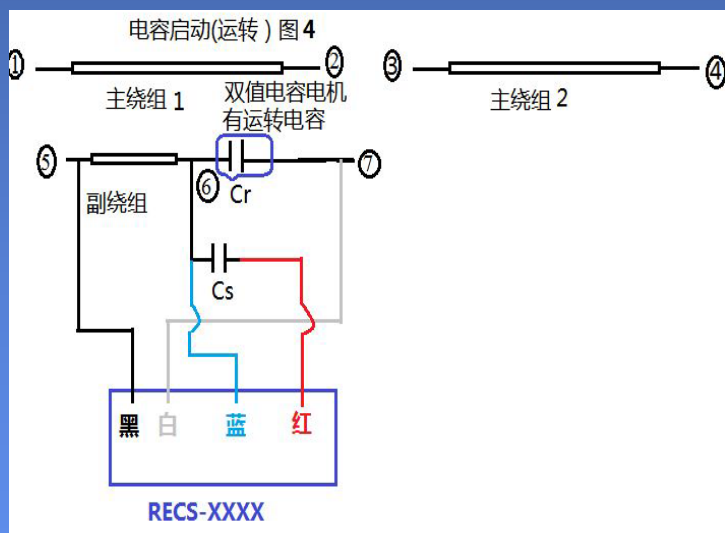 电容启动(运转）图4
① ② ③ ④
主绕组1
双值电容电机
有运转电容
主绕组2
⑤ ⑥ ⑦
副绕组
Cr
Cs
黑 白 蓝 红
RECS-XXXX